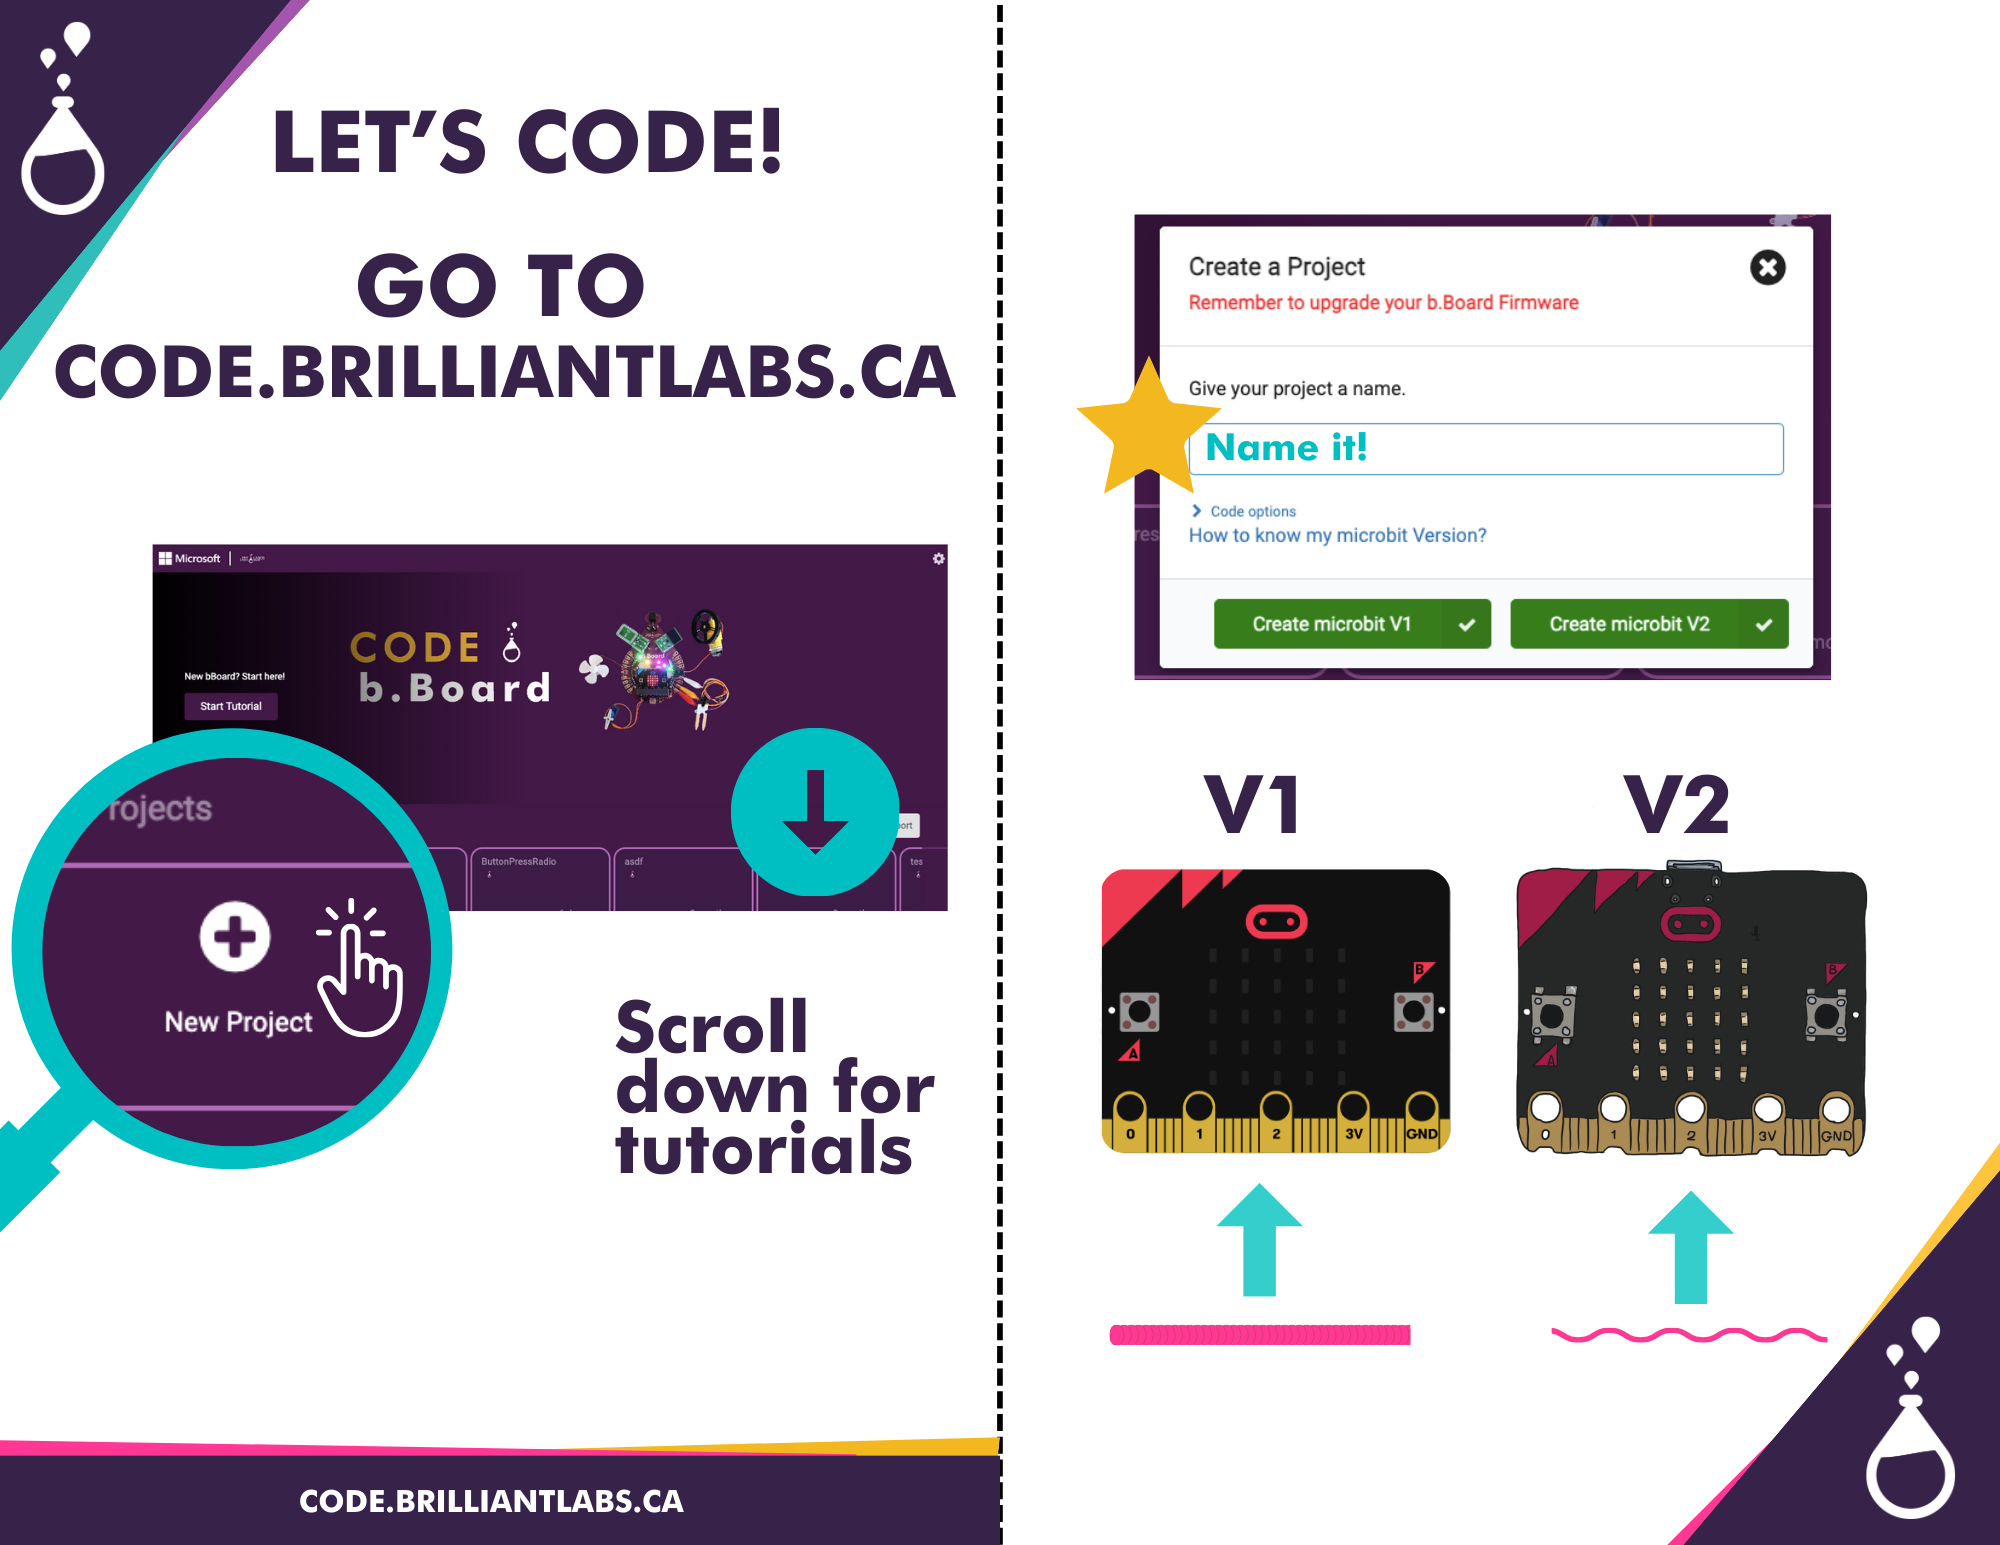 LET'S CODE!
GO TO
CODE.BRILLIANTLABS.CA
Microsoft
CODE
b.Board
New bBoard? Start here!
Start Tutorial
rojects
ort
ButtonPressRadio
asdf
tes
New Project
Scroll
down for
tutorials
CODE.BRILLIANTLABS.CA
Create a Project
Remember to upgrade your b.Board Firmware
Give your project a name.
Name it!
Code options
How to know my microbit Version?
res
Create microbit V1
Create microbit V2
mo
V1
V2
B
A
0 1 2 3V GND
B
A
0 1 2 3V GND